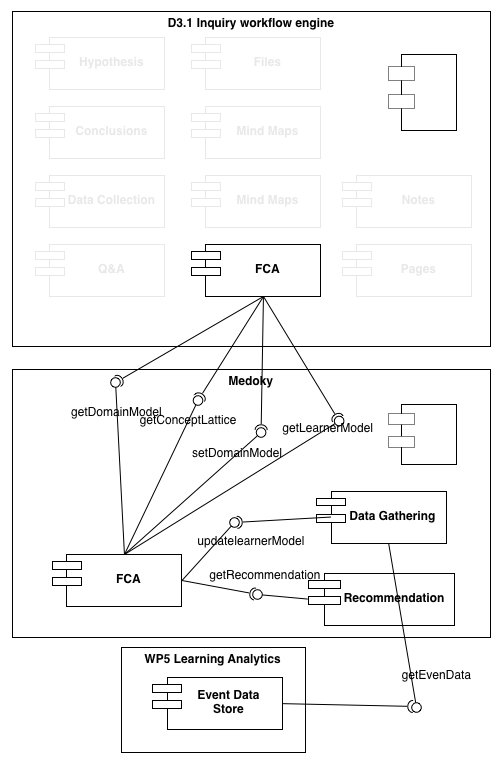 D3.1 Inquiry workflow engine
Hypothesis
Files
Conclusions
Mind Maps
Data Collection
Mind Maps
Notes
Q&A
FCA
Pages
Medoky
getDomainModel
getConceptLattice
getLearnerModel
setDomainModel
Data Gathering
updatelearnerModel
FCA
getRecommendation
Recommendation
WP5 Learning Analytics
getEvenData
Event Data
Store